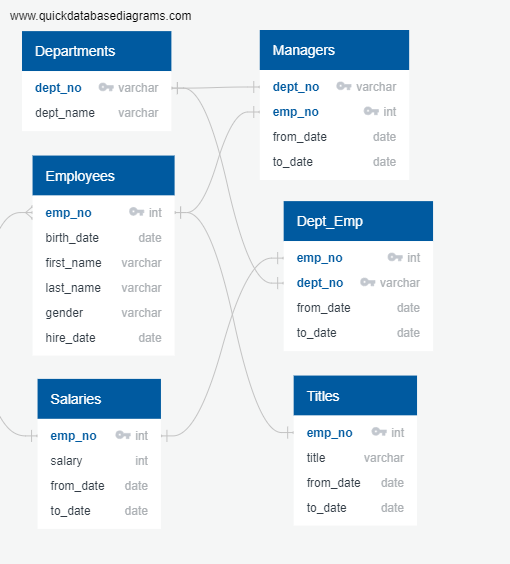 www.quickdatabasediagrams.com
Departments
dept_no varchar
dept_name varchar
Managers
dept_no varchar
emp_no int
from_date date
to_date date
Employees
emp_no int
birth_date date
first_name varchar
last_name varchar
gender varchar
hire_date date
Dept_Emp
emp_no int
dept_no varchar
from_date date
to_date date
Salaries
emp_no int
salary int
from_date date
to_date date
Titles
emp_no int
title varchar
from_date date
to_date date